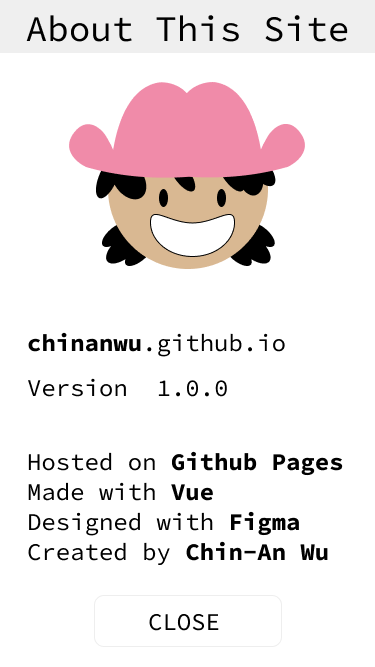 About This Site
chinanwu.github.io
Version 1.0.0
Hosted on Github Pages
Made with Vue
Designed with Figma
Created by Chin-An Wu
CLOSE